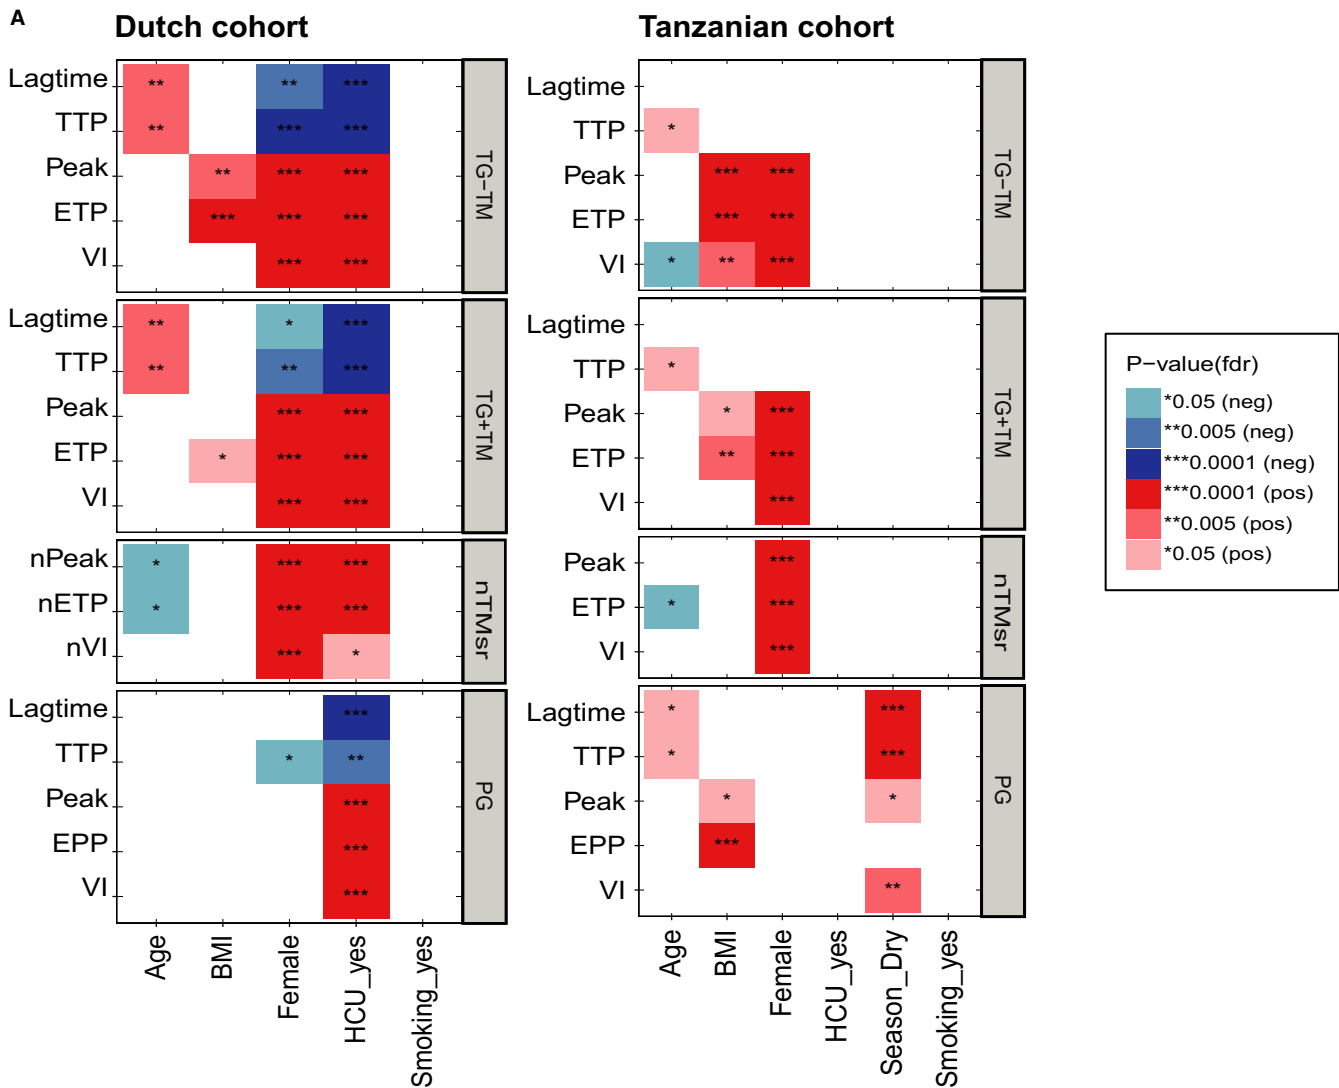 A
Dutch cohort
Tanzanian cohort
Lagtime ** ** ***
TTP ** *** ***
Peak ** *** ***
ETP *** *** ***
VI *** ***
TG−TM
Lagtime ** * ***
TTP ** ** ***
Peak *** ***
ETP * *** ***
VI *** ***
TG+TM
nPeak * *** ***
nETP * *** ***
nVI *** *
nTMsr
Lagtime ***
TTP * **
Peak ***
EPP ***
VI ***
PG
Age
BMI
Female
HCU_yes
Smoking_yes
Lagtime
TTP *
Peak *** ***
ETP *** ***
VI * ** ***
TG−TM
Lagtime
TTP *
Peak * ***
ETP ** ***
VI ***
TG+TM
Peak ***
ETP * ***
VI ***
nTMsr
Lagtime * ***
TTP * ***
Peak * *
EPP ***
VI **
PG
Age
BMI
Female
HCU_yes
Season_Dry
Smoking_yes
P−value(fdr)
*0.05 (neg)
**0.005 (neg)
***0.0001 (neg)
***0.0001 (pos)
**0.005 (pos)
*0.05 (pos)